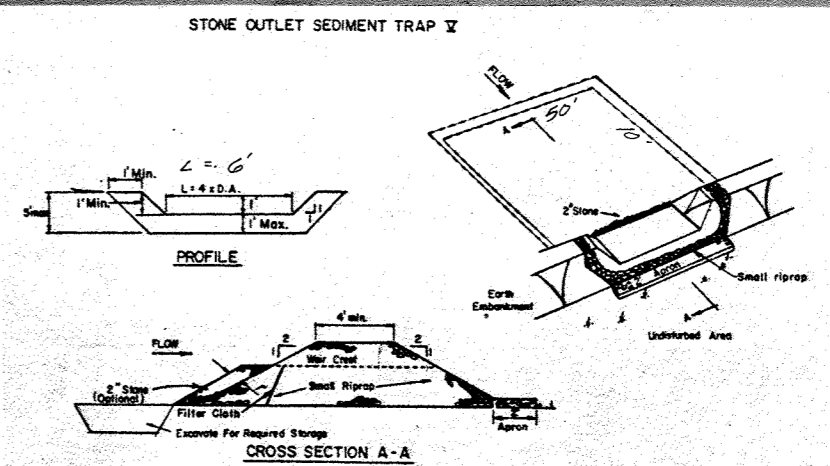 STONE OUTLET SEDIMENT TRAP V
FLOW
50'
10'
A
L = 6'
1' Min.
L = 4 x D.A.
1' Min.
1'
5' max
1' Max.
1
1
PROFILE
2" Stone
Small riprap
Apron
Earth
Embankment
A
Undisturbed Area
4' min.
FLOW
2
1
2
1
Weir Crest
2" Stone
(Optional)
Small Riprap
Filter Cloth
2'
Apron
Excavate For Required Storage
CROSS SECTION A-A